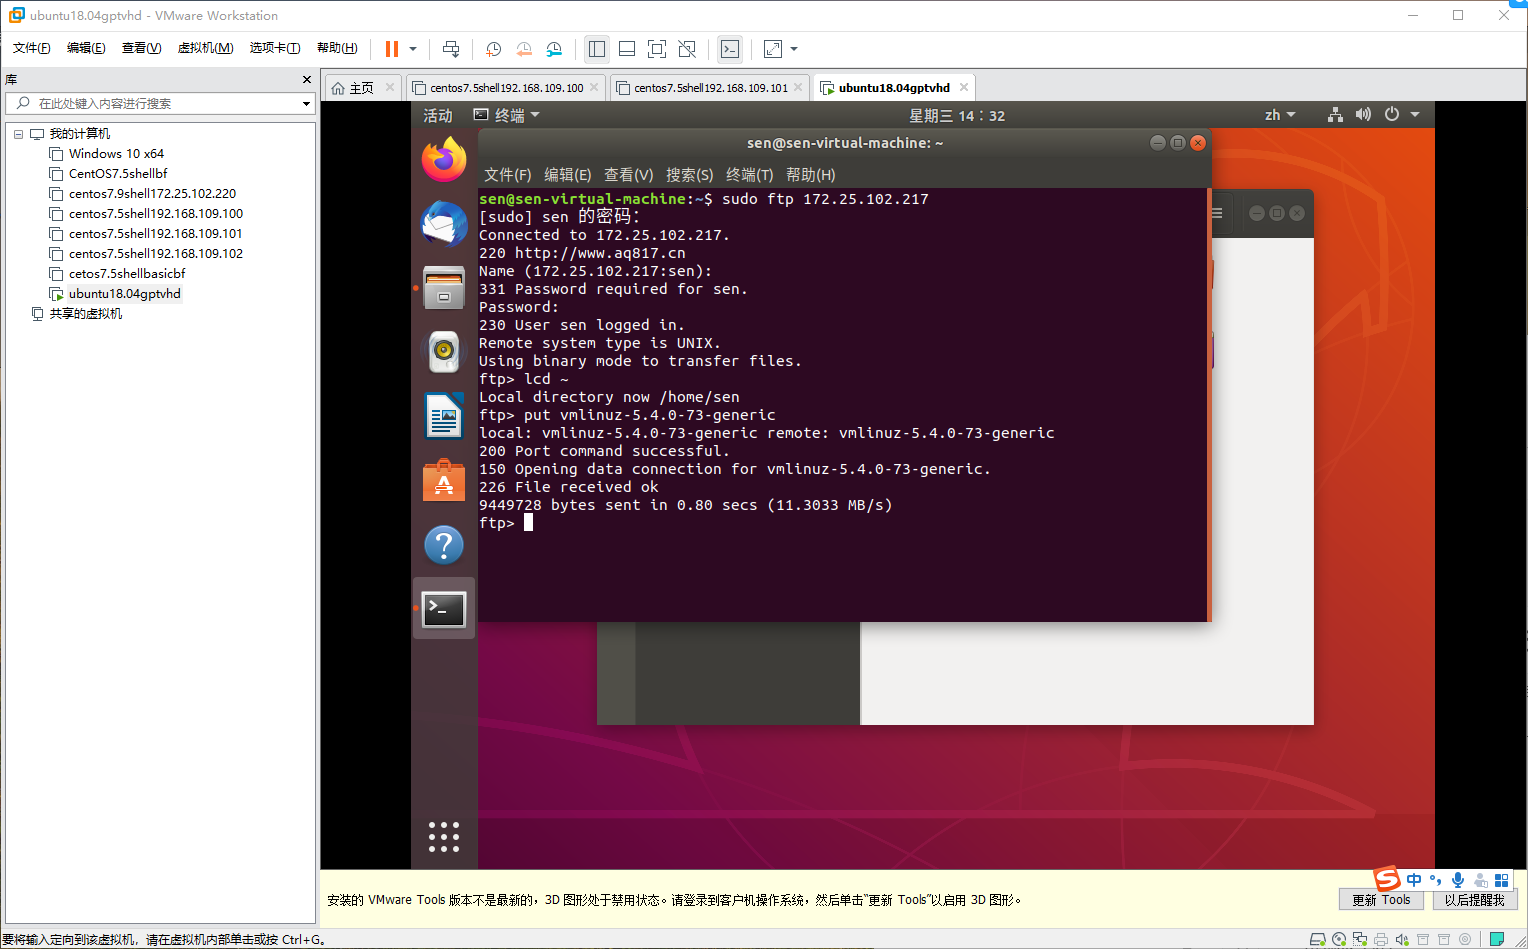 ubuntu18.04gptvhd - VMware Workstation
文件(F) 编辑(E) 查看(V) 虚拟机(M) 选项卡(T) 帮助(H)
库
在此处键入内容进行搜索
我的计算机
Windows 10 x64
CentOS7.5shellbf
centos7.9shell172.25.102.220
centos7.5shell192.168.109.100
centos7.5shell192.168.109.101
centos7.5shell192.168.109.102
cetos7.5shellbasicbf
ubuntu18.04gptvhd
共享的虚拟机
主页 centos7.5shell192.168.109.100 centos7.5shell192.168.109.101 ubuntu18.04gptvhd
活动 终端 星期三 14：32 zh
sen@sen-virtual-machine: ~
文件(F) 编辑(E) 查看(V) 搜索(S) 终端(T) 帮助(H)
sen@sen-virtual-machine:~$ sudo ftp 172.25.102.217
[sudo] sen 的密码：
Connected to 172.25.102.217.
220 http://www.aq817.cn
Name (172.25.102.217:sen):
331 Password required for sen.
Password:
230 User sen logged in.
Remote system type is UNIX.
Using binary mode to transfer files.
ftp> lcd ~
Local directory now /home/sen
ftp> put vmlinuz-5.4.0-73-generic
local: vmlinuz-5.4.0-73-generic remote: vmlinuz-5.4.0-73-generic
200 Port command successful.
150 Opening data connection for vmlinuz-5.4.0-73-generic.
226 File received ok
9449728 bytes sent in 0.80 secs (11.3033 MB/s)
ftp>
中
安装的 VMware Tools 版本不是最新的，3D 图形处于禁用状态。请登录到客户机操作系统，然后单击“更新 Tools”以启用 3D 图形。
更新 Tools 以后提醒我
要将输入定向到该虚拟机，请在虚拟机内部单击或按 Ctrl+G。